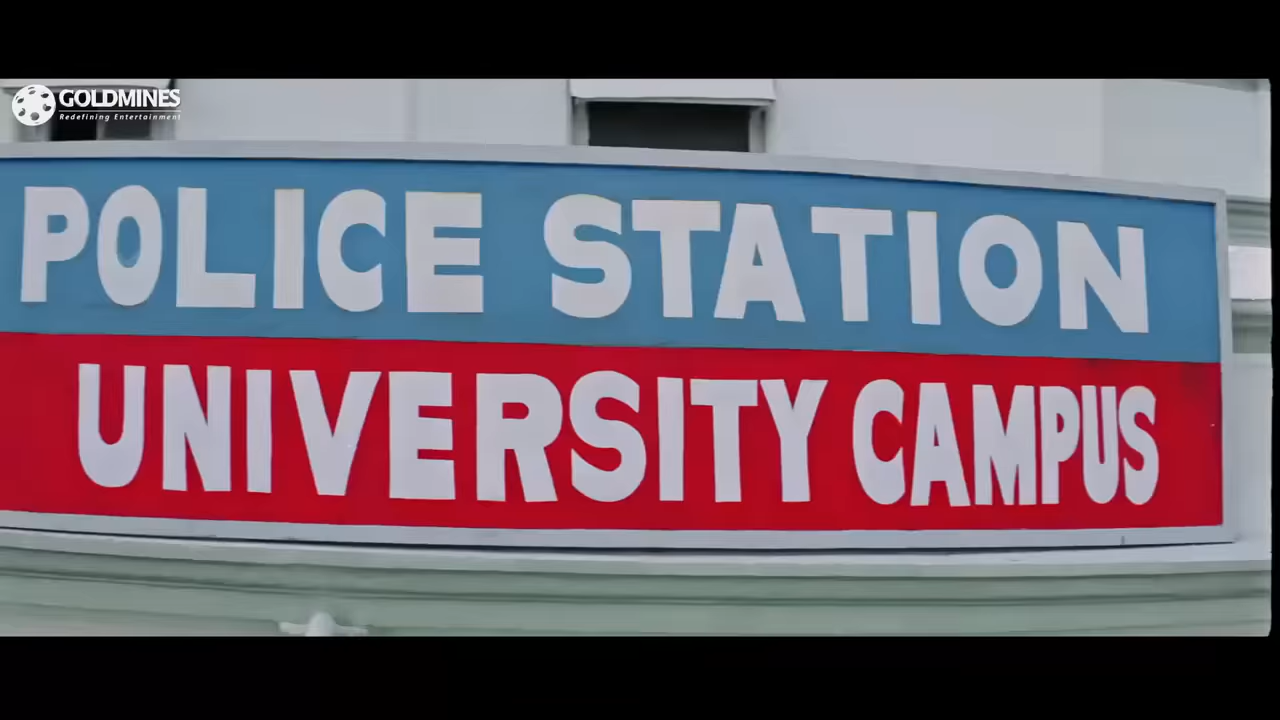 GOLDMINES
Redefining Entertainment
POLICE STATION
UNIVERSITY CAMPUS